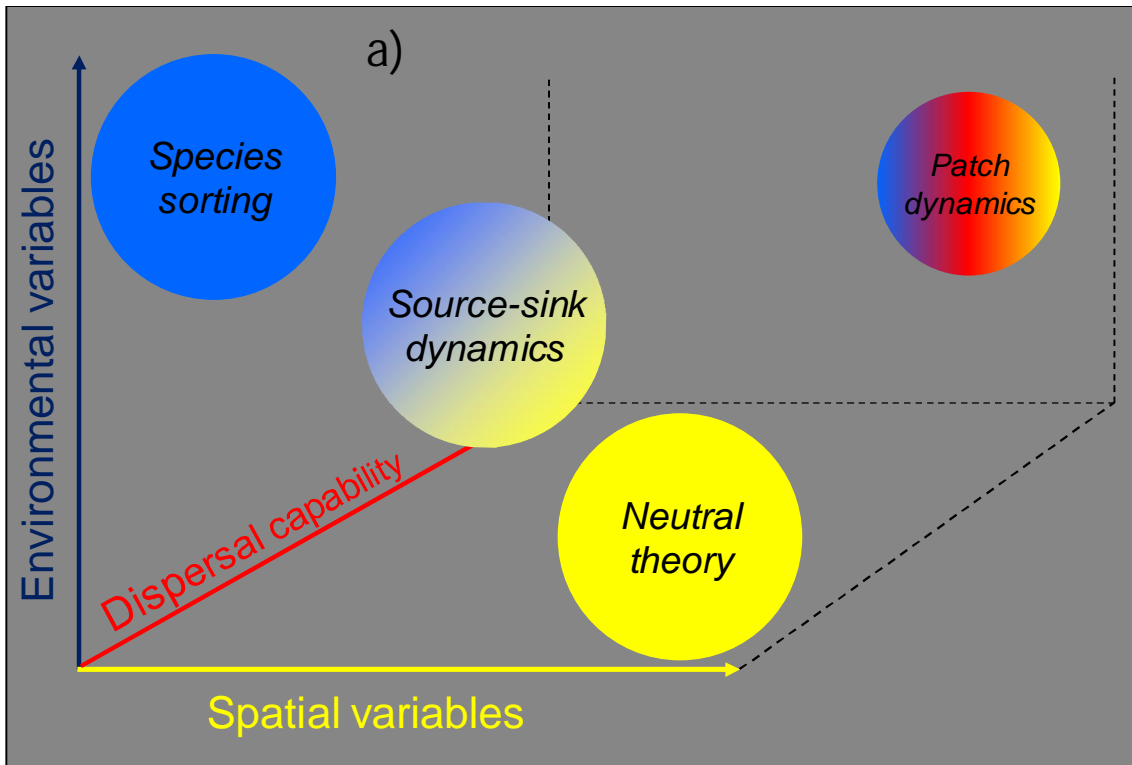 a)
Environmental variables
Species
sorting
Patch
dynamics
Source-sink
dynamics
Dispersal capability
Neutral
theory
Spatial variables